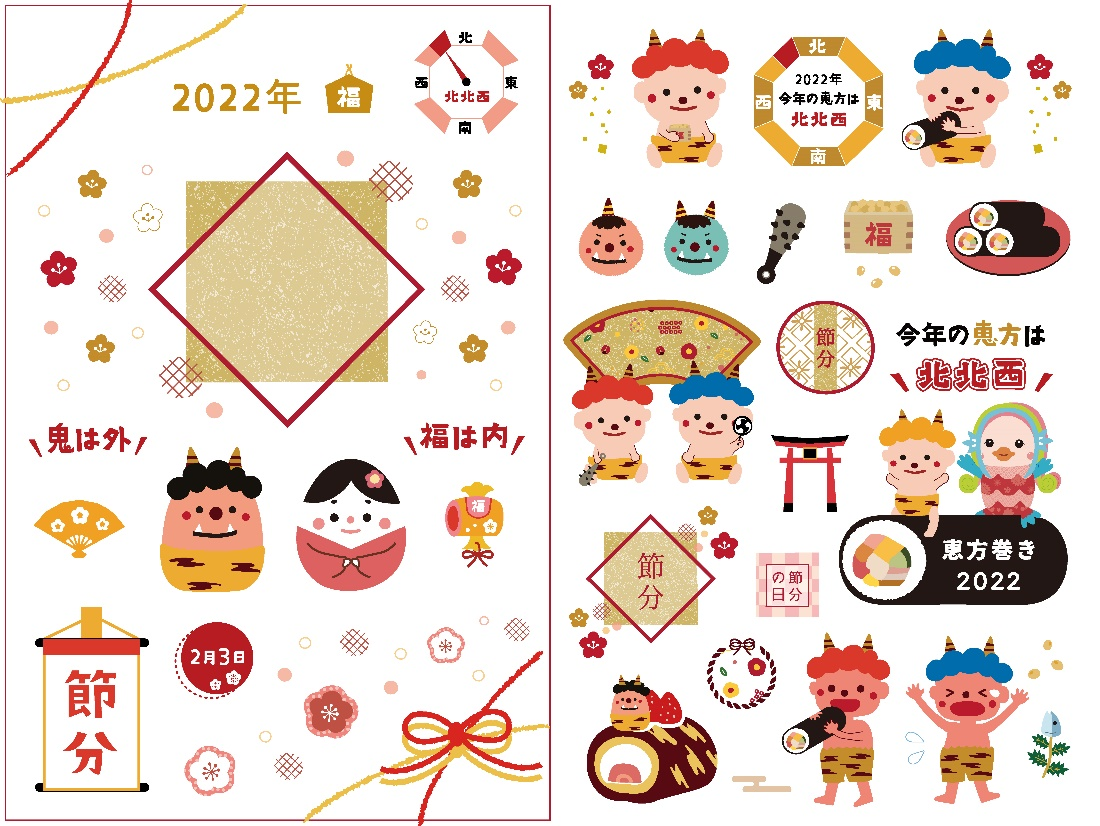 2022年
福
北
西
東
北北西
南
鬼は外
福は内
福
節分
2月3日
北
2022年
今年の恵方は
西
東
北北西
南
福
節分
今年の恵方は
北北西
恵方巻き
2022
節分
節分
の日